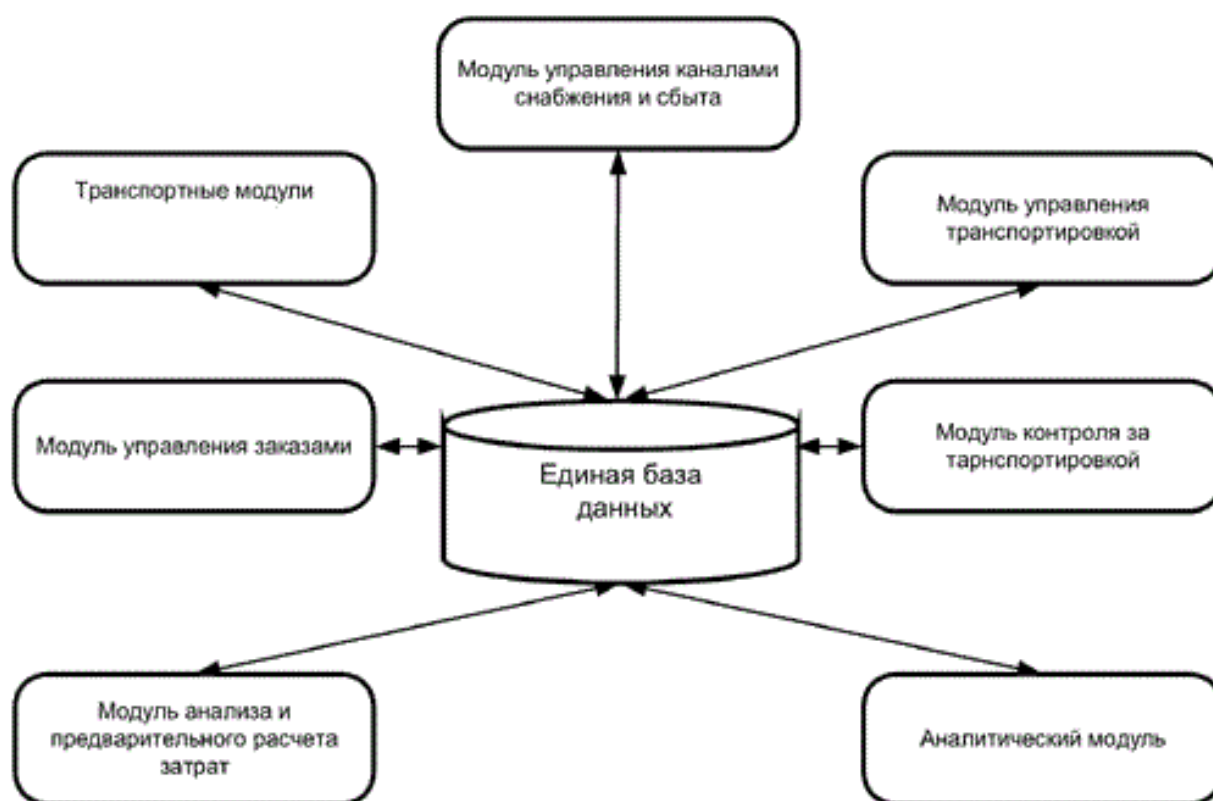 Модуль управления каналами
снабжения и сбыта
Транспортные модули
Модуль управления
транспортировкой
Модуль управления заказами
Единая база
данных
Модуль контроля за
тарнспортировкой
Модуль анализа и
предварительного расчета
затрат
Аналитический модуль